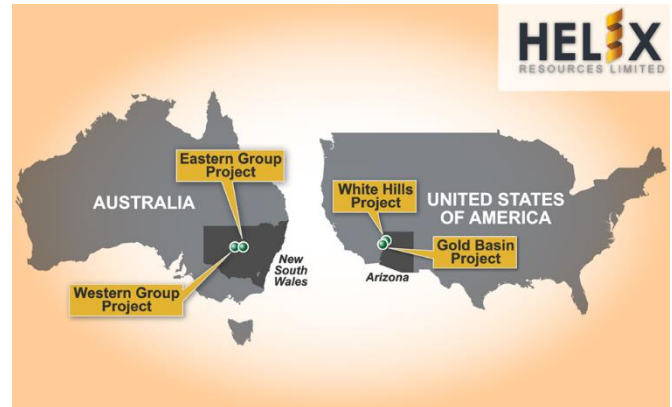 HELIX
RESOURCES LIMITED
Eastern Group
Project
AUSTRALIA
New
South
Wales
Western Group
Project
White Hills
Project
UNITED STATES
OF AMERICA
Gold Basin
Project
Arizona